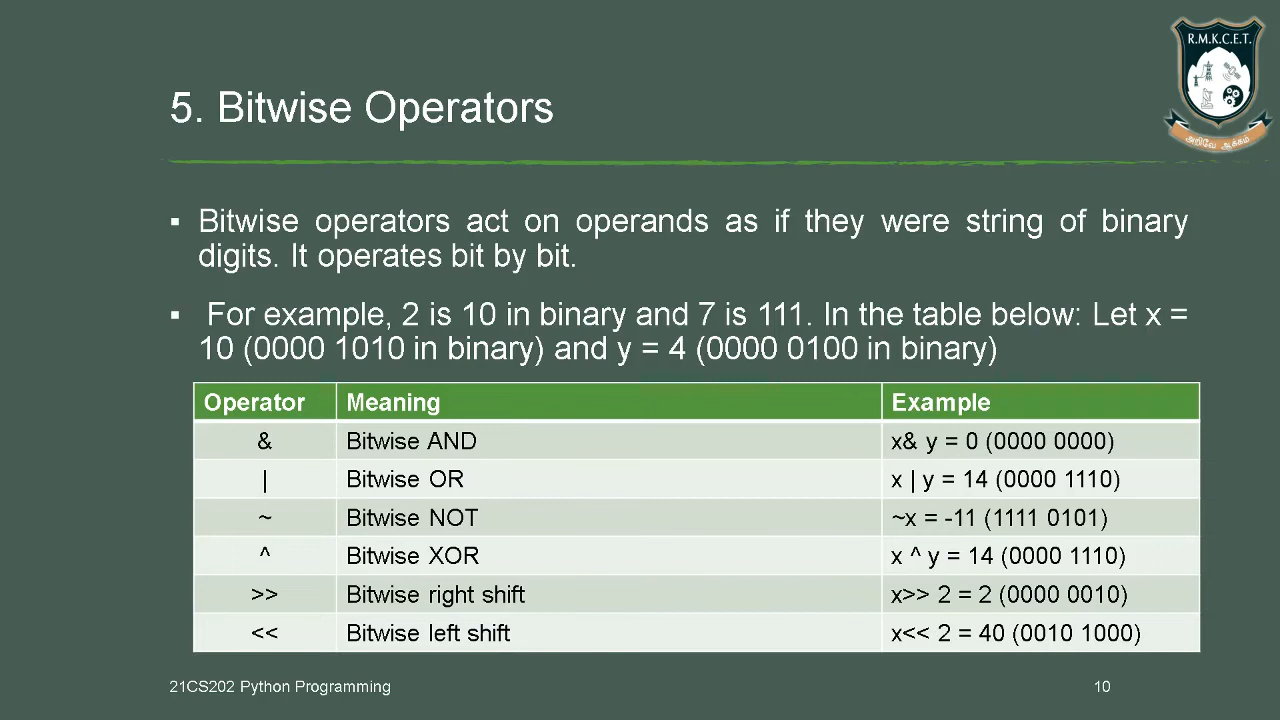 R.M.K.C.E.T.
அறிவே ஆக்கம்
5. Bitwise Operators
▪ Bitwise operators act on operands as if they were string of binary
digits. It operates bit by bit.
▪ For example, 2 is 10 in binary and 7 is 111. In the table below: Let x =
10 (0000 1010 in binary) and y = 4 (0000 0100 in binary)
Operator Meaning Example
& Bitwise AND x& y = 0 (0000 0000)
| Bitwise OR x | y = 14 (0000 1110)
~ Bitwise NOT ~x = -11 (1111 0101)
^ Bitwise XOR x ^ y = 14 (0000 1110)
>> Bitwise right shift x>> 2 = 2 (0000 0010)
<< Bitwise left shift x<< 2 = 40 (0010 1000)
21CS202 Python Programming 10